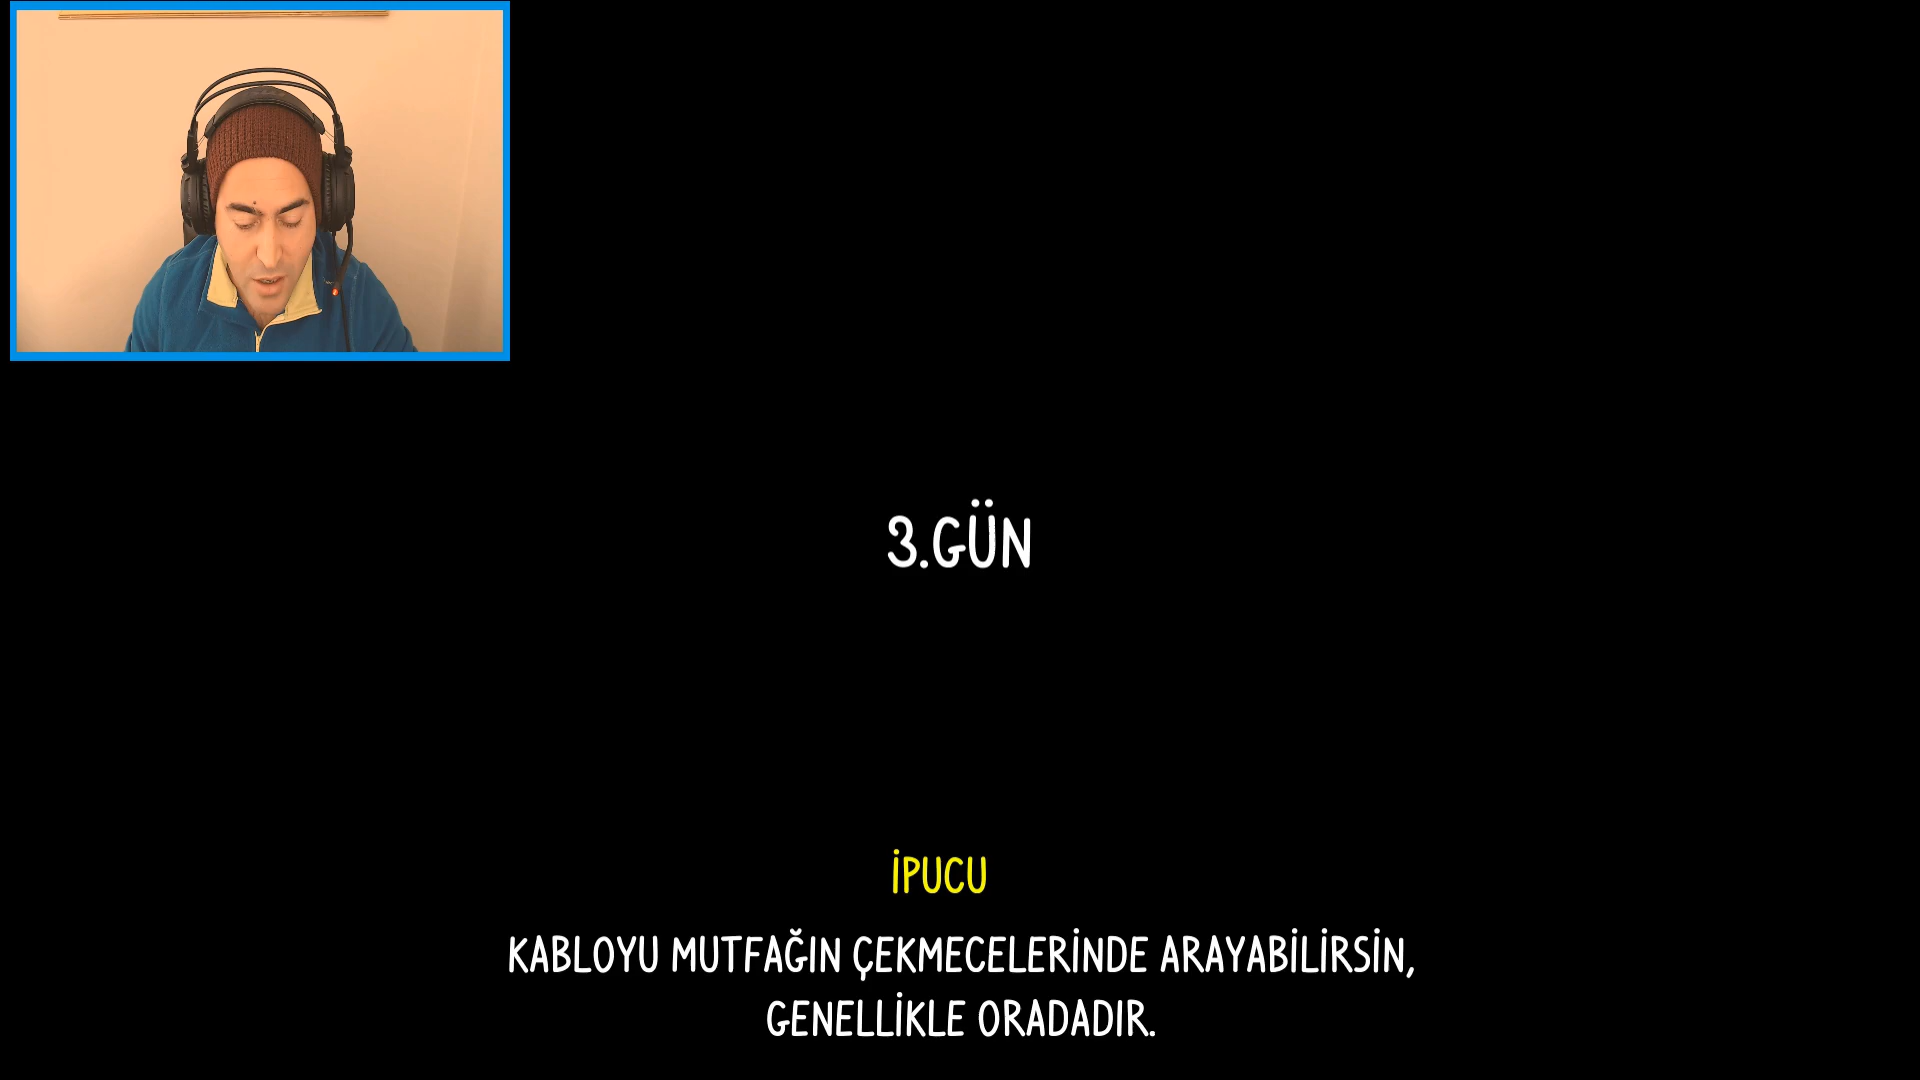 3.GÜN
İPUCU
KABLOYU MUTFAĞIN ÇEKMECELERİNDE ARAYABİLİRSİN,
GENELLİKLE ORADADIR.